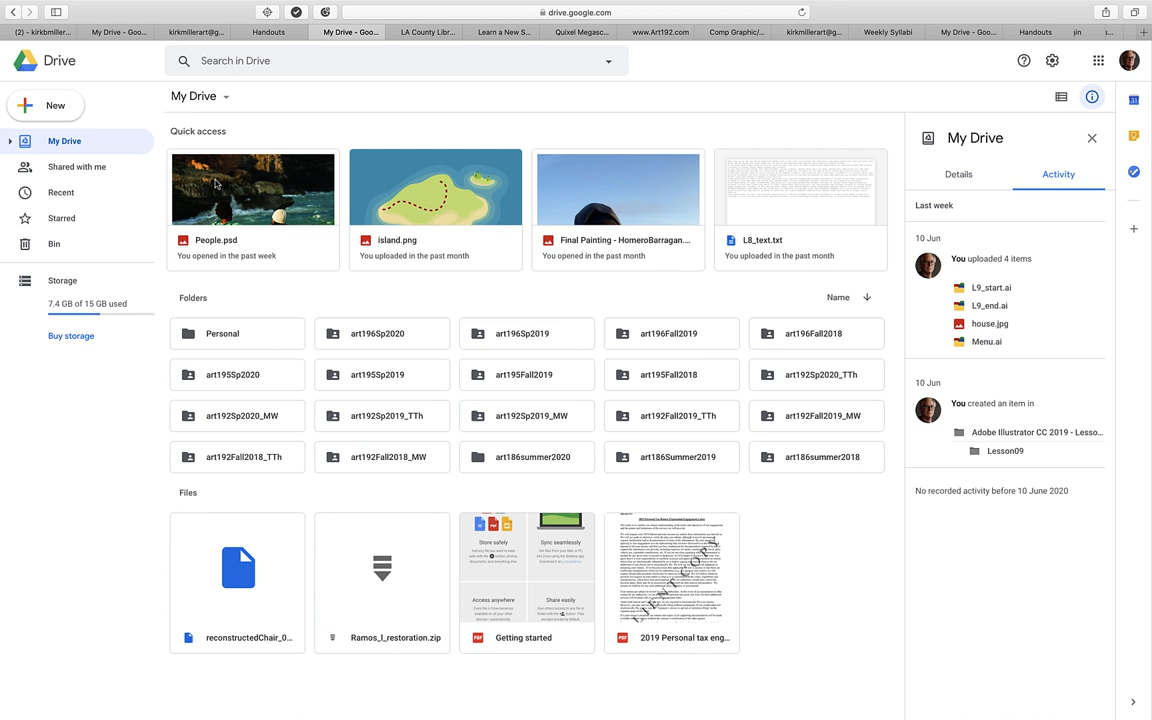 drive.google.com
(2) - kirkbmiller... My Drive - Goo... kirkmillerart@g... Handouts My Drive - Goo... LA County Libr... Learn a New S... Quixel Megasc... www.Art192.com Comp Graphic/... kirkmillerart@g... Weekly Syllabi My Drive - Goo... Handouts
Drive
Search in Drive
New
My Drive
Shared with me
Recent
Starred
Bin
Storage
7.4 GB of 15 GB used
Buy storage
My Drive
Quick access
People.psd
You opened in the past week
island.png
You uploaded in the past month
Final Painting - HomeroBarragan....
You opened in the past month
L8_text.txt
You uploaded in the past month
Folders
Name
Personal art196Sp2020 art196Sp2019 art196Fall2019 art196Fall2018
art195Sp2020 art195Sp2019 art195Fall2019 art195Fall2018 art192Sp2020_TTh
art192Sp2020_MW art192Sp2019_TTh art192Sp2019_MW art192Fall2019_TTh art192Fall2019_MW
art192Fall2018_TTh art192Fall2018_MW art186summer2020 art186Summer2019 art186summer2018
Files
Store safely Sync seamlessly
Access anywhere Share easily
CLIENT COPY
reconstructedChair_0... Ramos_I_restoration.zip Getting started 2019 Personal tax eng...
My Drive
Details Activity
Last week
10 Jun
You uploaded 4 items
L9_start.ai
L9_end.ai
house.jpg
Menu.ai
10 Jun
You created an item in
Adobe Illustrator CC 2019 - Lesso...
Lesson09
No recorded activity before 10 June 2020